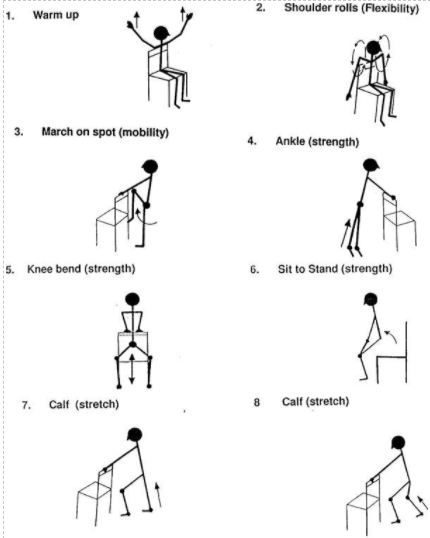 1. Warm up
2. Shoulder rolls (Flexibility)
3. March on spot (mobility)
4. Ankle (strength)
5. Knee bend (strength)
6. Sit to Stand (strength)
7. Calf (stretch)
8 Calf (stretch)